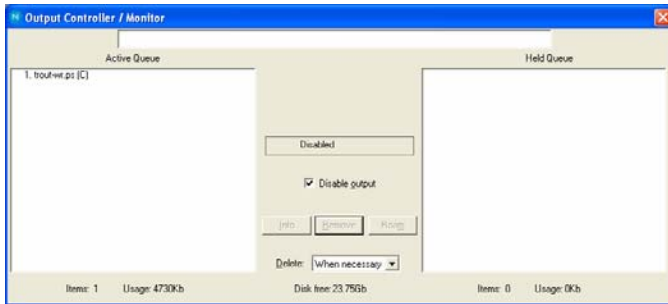 Output Controller / Monitor
Active Queue
Held Queue
1. trout-wr.ps (C)
Disabled
Disable output
Info
Remove
Delete: When necessary
Items: 1 Usage: 4730Kb
Disk free: 23.75Gb
Items: 0 Usage: 0Kb